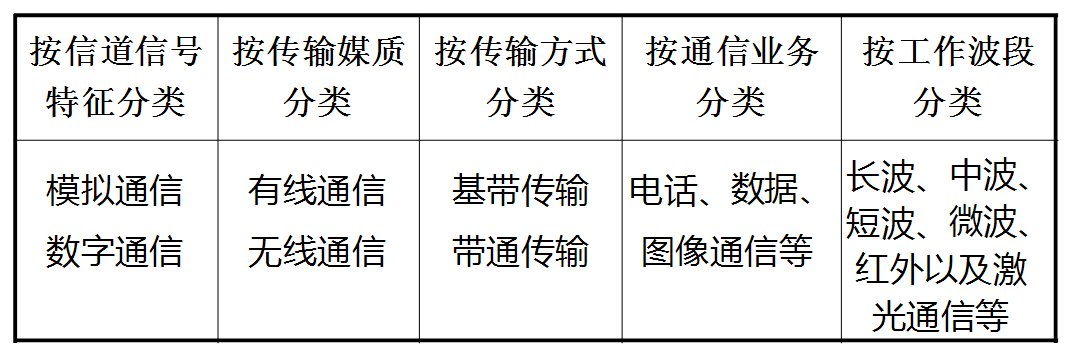 按信道信号
特征分类
按传输媒质
分类
按传输方式
分类
按通信业务
分类
按工作波段
分类
模拟通信
数字通信
有线通信
无线通信
基带传输
带通传输
电话、数据、
图像通信等
长波、中波、
短波、微波、
红外以及激
光通信等